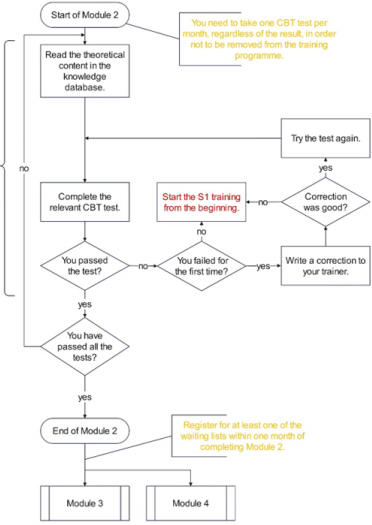 Start of Module 2
You need to take one CBT test per
month, regardless of the result, in order
not to be removed from the training
programme.
Read the theoretical
content in the
knowledge
database.
Try the test again.
no
yes
Complete the
relevant CBT test.
Start the S1 training
from the beginning.
no
Correction
was good?
no
You passed
the test?
no
You failed for
the first time?
yes
Write a correction to
your trainer.
yes
You have
passed all the
tests?
yes
End of Module 2
Register for at least one of the
waiting lists within one month of
completing Module 2.
Module 3
Module 4